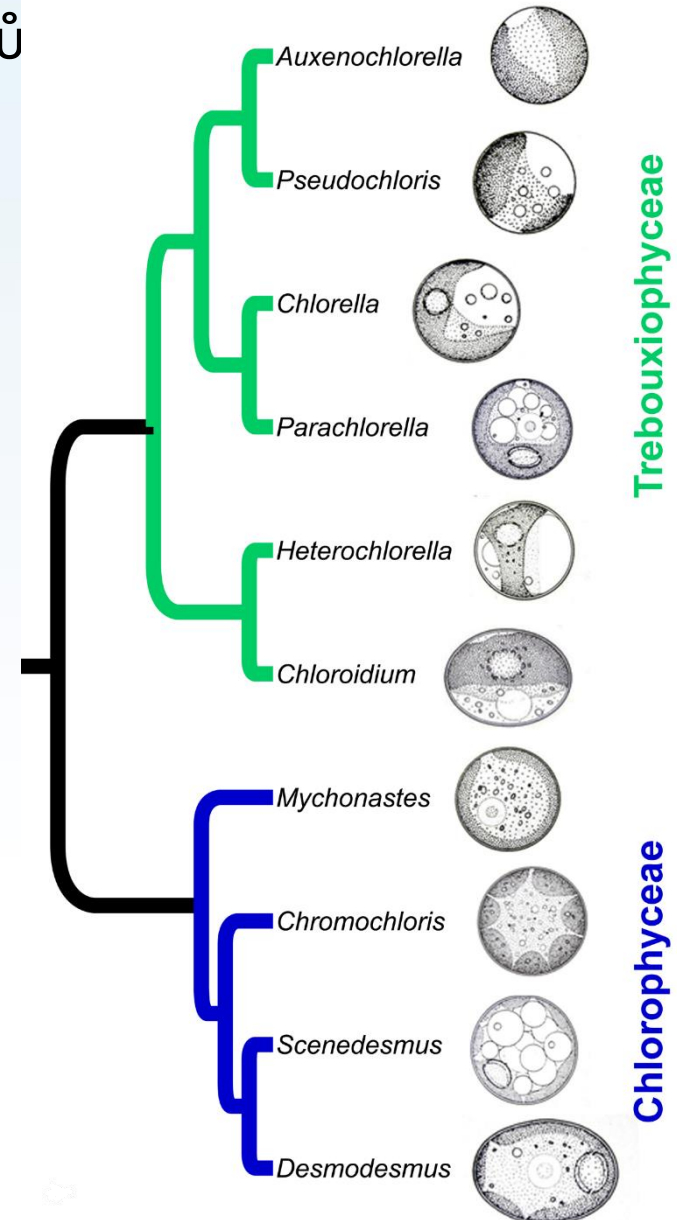 o
U
Auxenochlorella
Pseudochloris
Chlorella
Parachlorella
Heterochlorella
Chloroidium
Mychonastes
Chromochloris
Scenedesmus
Desmodesmus
Trebouxiophyceae
Chlorophyceae